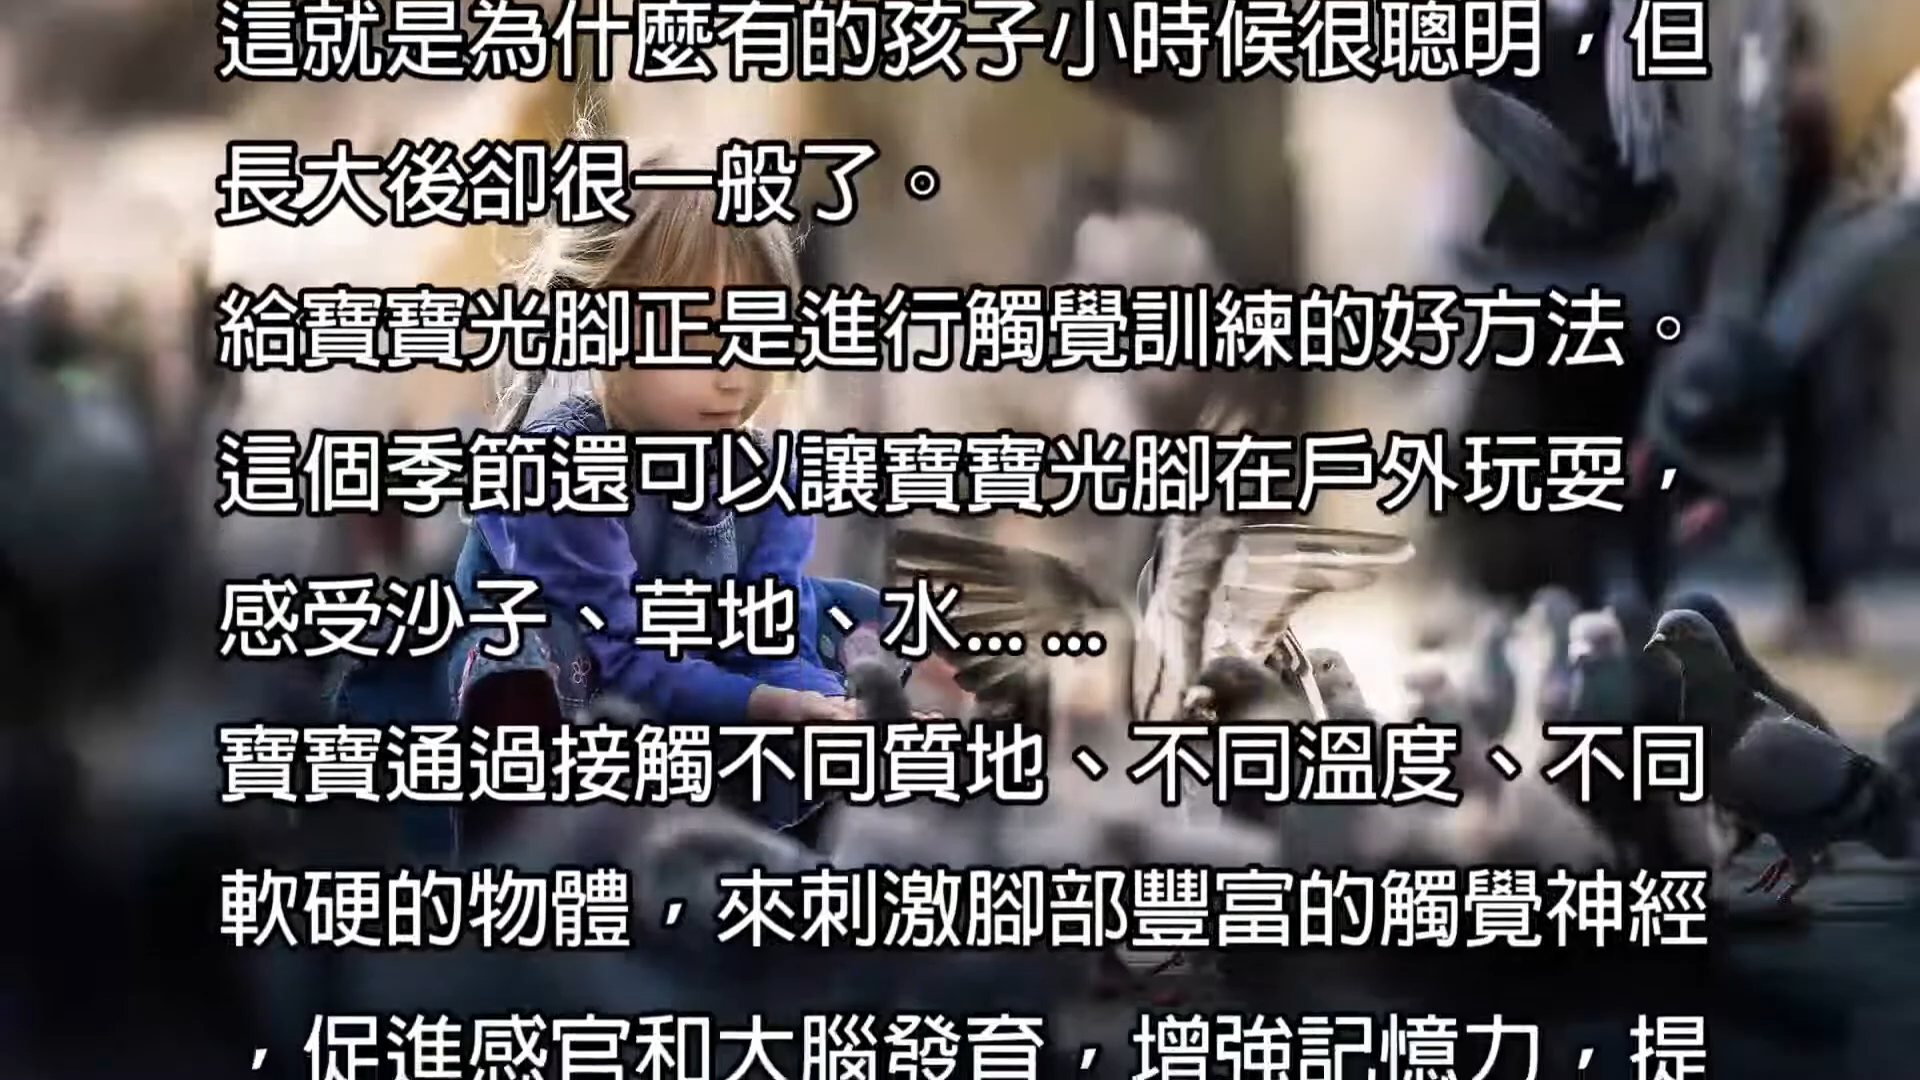 這就是為什麼有的孩子小時候很聰明，但
長大後卻很一般了。
給寶寶光腳正是進行觸覺訓練的好方法。
這個季節還可以讓寶寶光腳在戶外玩耍，
感受沙子、草地、水... ...
寶寶通過接觸不同質地、不同溫度、不同
軟硬的物體，來刺激腳部豐富的觸覺神經
，促進感官和大腦發育，增強記憶力，提